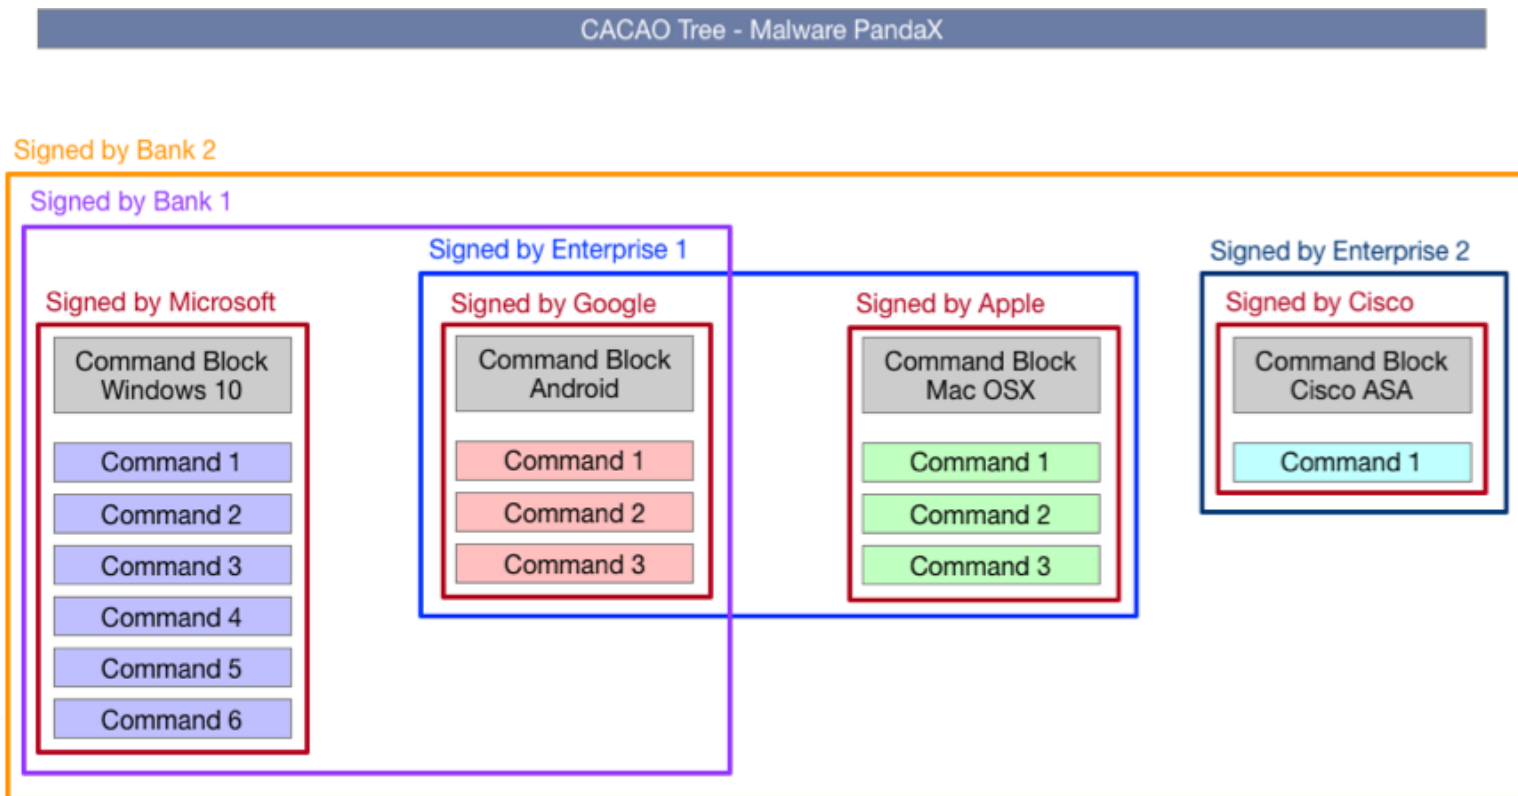 CACAO Tree - Malware PandaX
Signed by Bank 2
Signed by Bank 1
Signed by Enterprise 1
Signed by Enterprise 2
Signed by Microsoft
Command Block
Windows 10
Command 1
Command 2
Command 3
Command 4
Command 5
Command 6
Signed by Google
Command Block
Android
Command 1
Command 2
Command 3
Signed by Apple
Command Block
Mac OSX
Command 1
Command 2
Command 3
Signed by Cisco
Command Block
Cisco ASA
Command 1